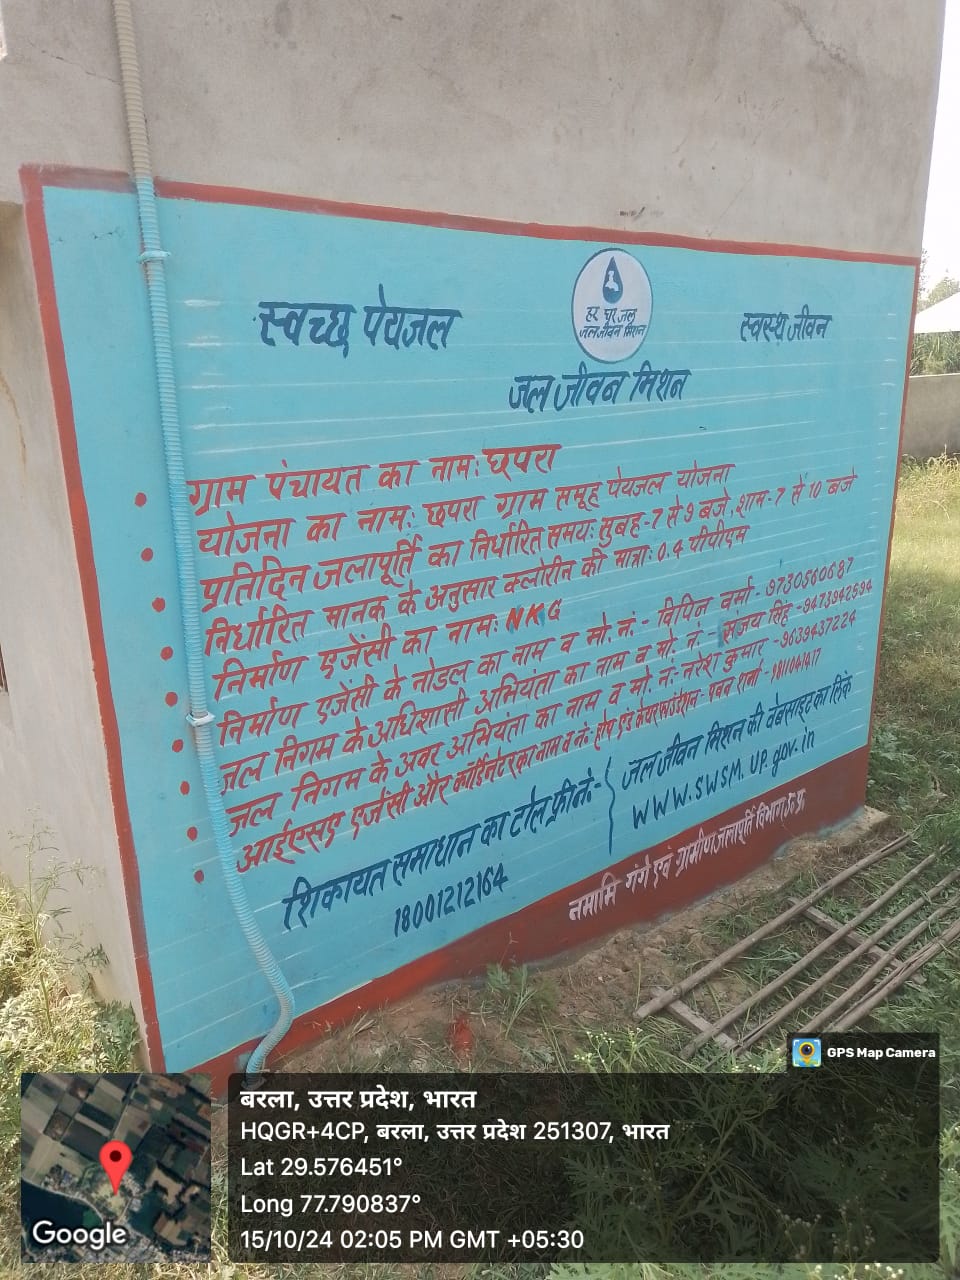 स्वच्छ पेयजल
हर घर जल
जल जीवन मिशन
स्वस्थ जीवन
जल जीवन मिशन
• ग्राम पंचायत का नाम: छपरा
• योजना का नाम: छपरा ग्राम समूह पेयजल योजना
• प्रतिदिन जलापूर्ति का निर्धारित समय: सुबह-7 से 9 बजे, शाम-7 से 10 बजे
• निर्धारित मानक के अनुसार क्लोरीन की मात्रा: 0.4 पीपीएम
• निर्माण एजेंसी का नाम: NKG
• निर्माण एजेंसी के नोडल का नाम व मो. नं. - विपिन वर्मा - 9730560687
• जल निगम के अधिशासी अभियंता का नाम व मो. नं. - संजय सिंह - 9473942594
• जल निगम के अवर अभियंता का नाम व मो. नं:- नरेश कुमार - 9639437224
• आईएसए एजेंसी और कॉर्डिनेटर का नाम व नं: होप एंड केयर फाउंडेशन- पवन शर्मा -
शिकायत समाधान का टोल फ्री नं:-
18001212164
जल जीवन मिशन की वेबसाइट का लिंक
WWW.SWSM.UP.gov.in
नमामि गंगे एवं ग्रामीण जलापूर्ति विभाग उ.प्र.
GPS Map Camera
बरला, उत्तर प्रदेश, भारत
HQGR+4CP, बरला, उत्तर प्रदेश 251307, भारत
Lat 29.576451°
Long 77.790837°
15/10/24 02:05 PM GMT +05:30
Google